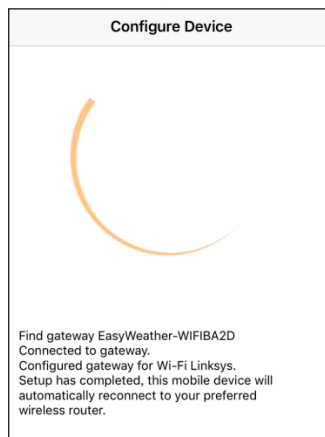 Configure Device
Find gateway EasyWeather-WIFIBA2D
Connected to gateway.
Configured gateway for Wi-Fi Linksys.
Setup has completed, this mobile device will
automatically reconnect to your preferred
wireless router.